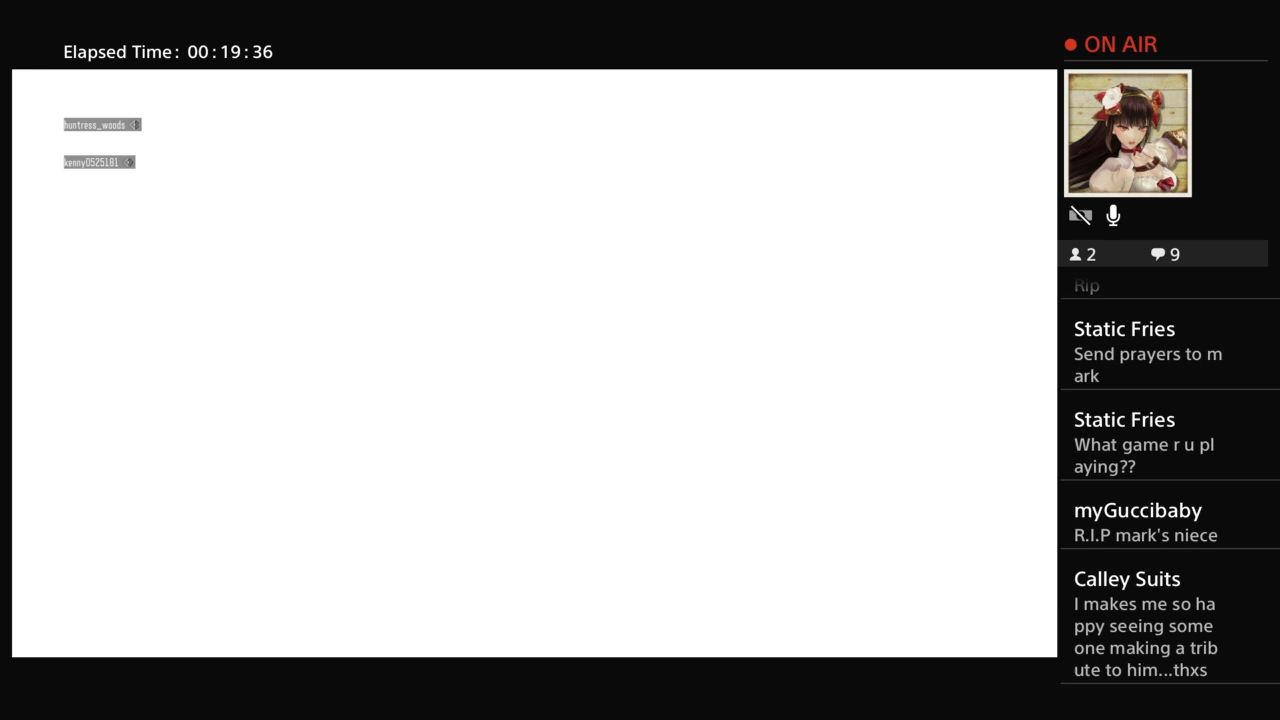 Elapsed Time: 00:19:36
ON AIR
huntress_woods
kenny0525181
2 9
Rip
Static Fries
Send prayers to m
ark
Static Fries
What game r u pl
aying??
myGuccibaby
R.I.P mark's niece
Calley Suits
I makes me so ha
ppy seeing some
one making a trib
ute to him...thxs